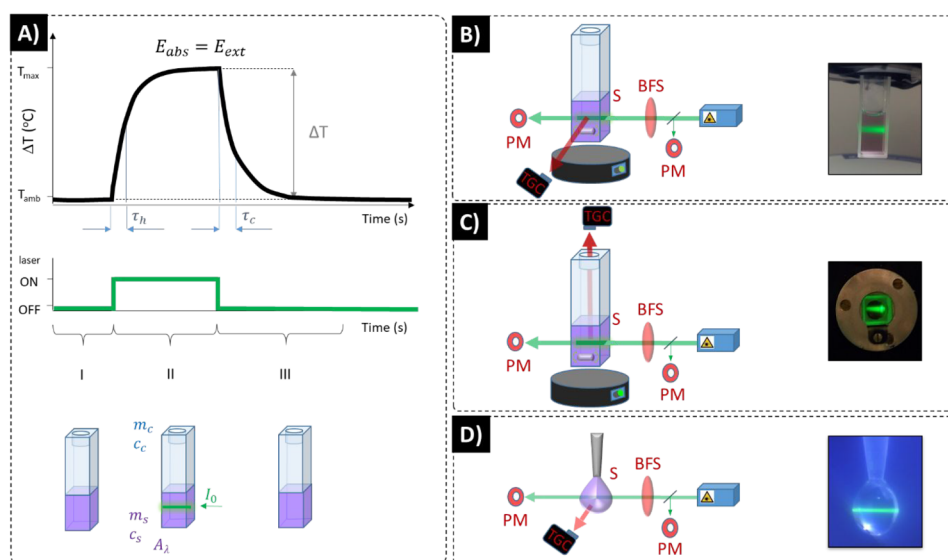 A)
E_abs = E_ext
T_max
ΔT (°C)
ΔT
T_amb
τ_h
τ_c
Time (s)
laser
ON
OFF
Time (s)
I
II
III
m_c
c_c
I_0
m_s
c_s
A_λ
B)
S
BFS
PM
PM
TGC
C)
TGC
S
BFS
PM
PM
D)
S
BFS
PM
PM
TGC